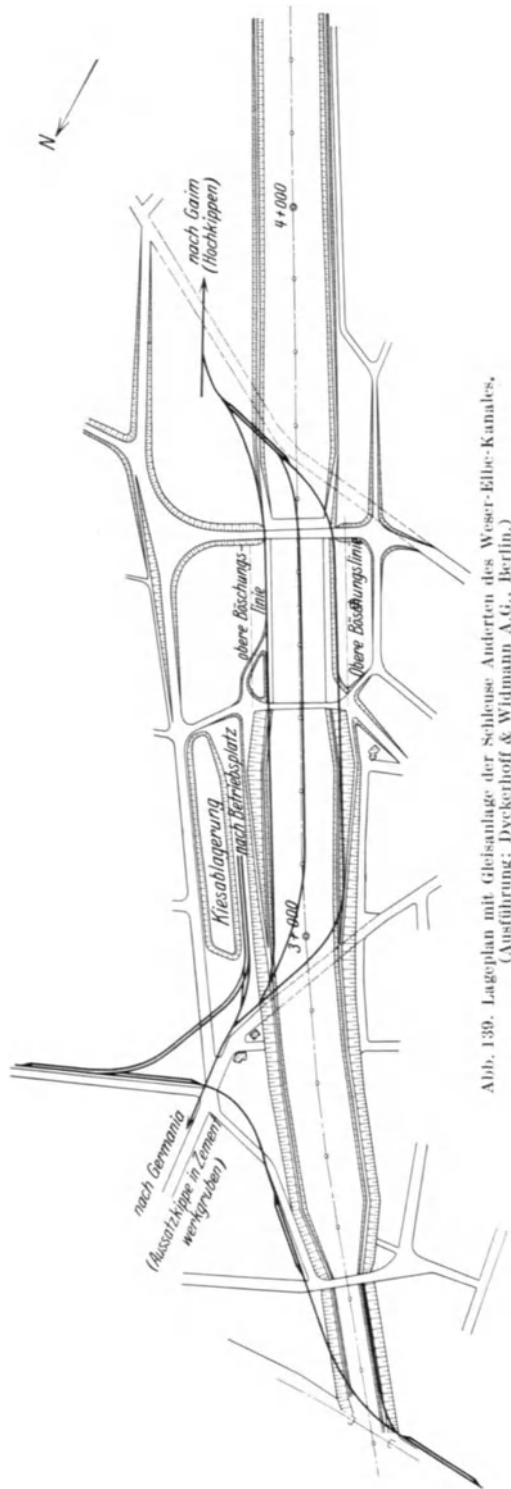 N
nach Gaim
(Hochkippen)
4+000
obere Böschungs-
linie
Obere Böschungslinie
Kiesablagerung
nach Betriebsplatz
3+000
nach Germania
(Aussatzkippe in Zement
werkgruben)
Abb. 139. Lageplan mit Gleisanlage der Schleuse Anderten des Weser-Elbe-Kanales.
(Ausführung: Dyckerhoff & Widmann A.G., Berlin.)